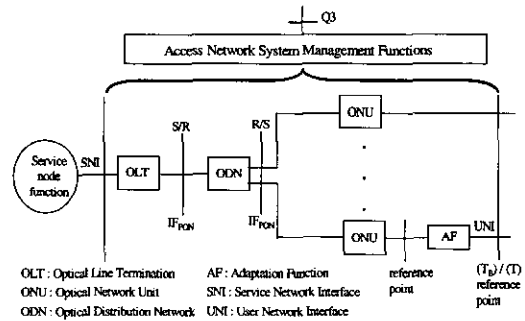 Q3
Access Network System Management Functions
ONU
S/R
R/S
Service
node
function
SNI
OLT
ODN
IF_PON
IF_PON
ONU
AF
UNI
reference
point
(T_B) / (T)
reference
point
OLT : Optical Line Termination
AF : Adaptation Function
ONU : Optical Network Unit
SNI : Service Network Interface
ODN : Optical Distribution Network
UNI : User Network Interface